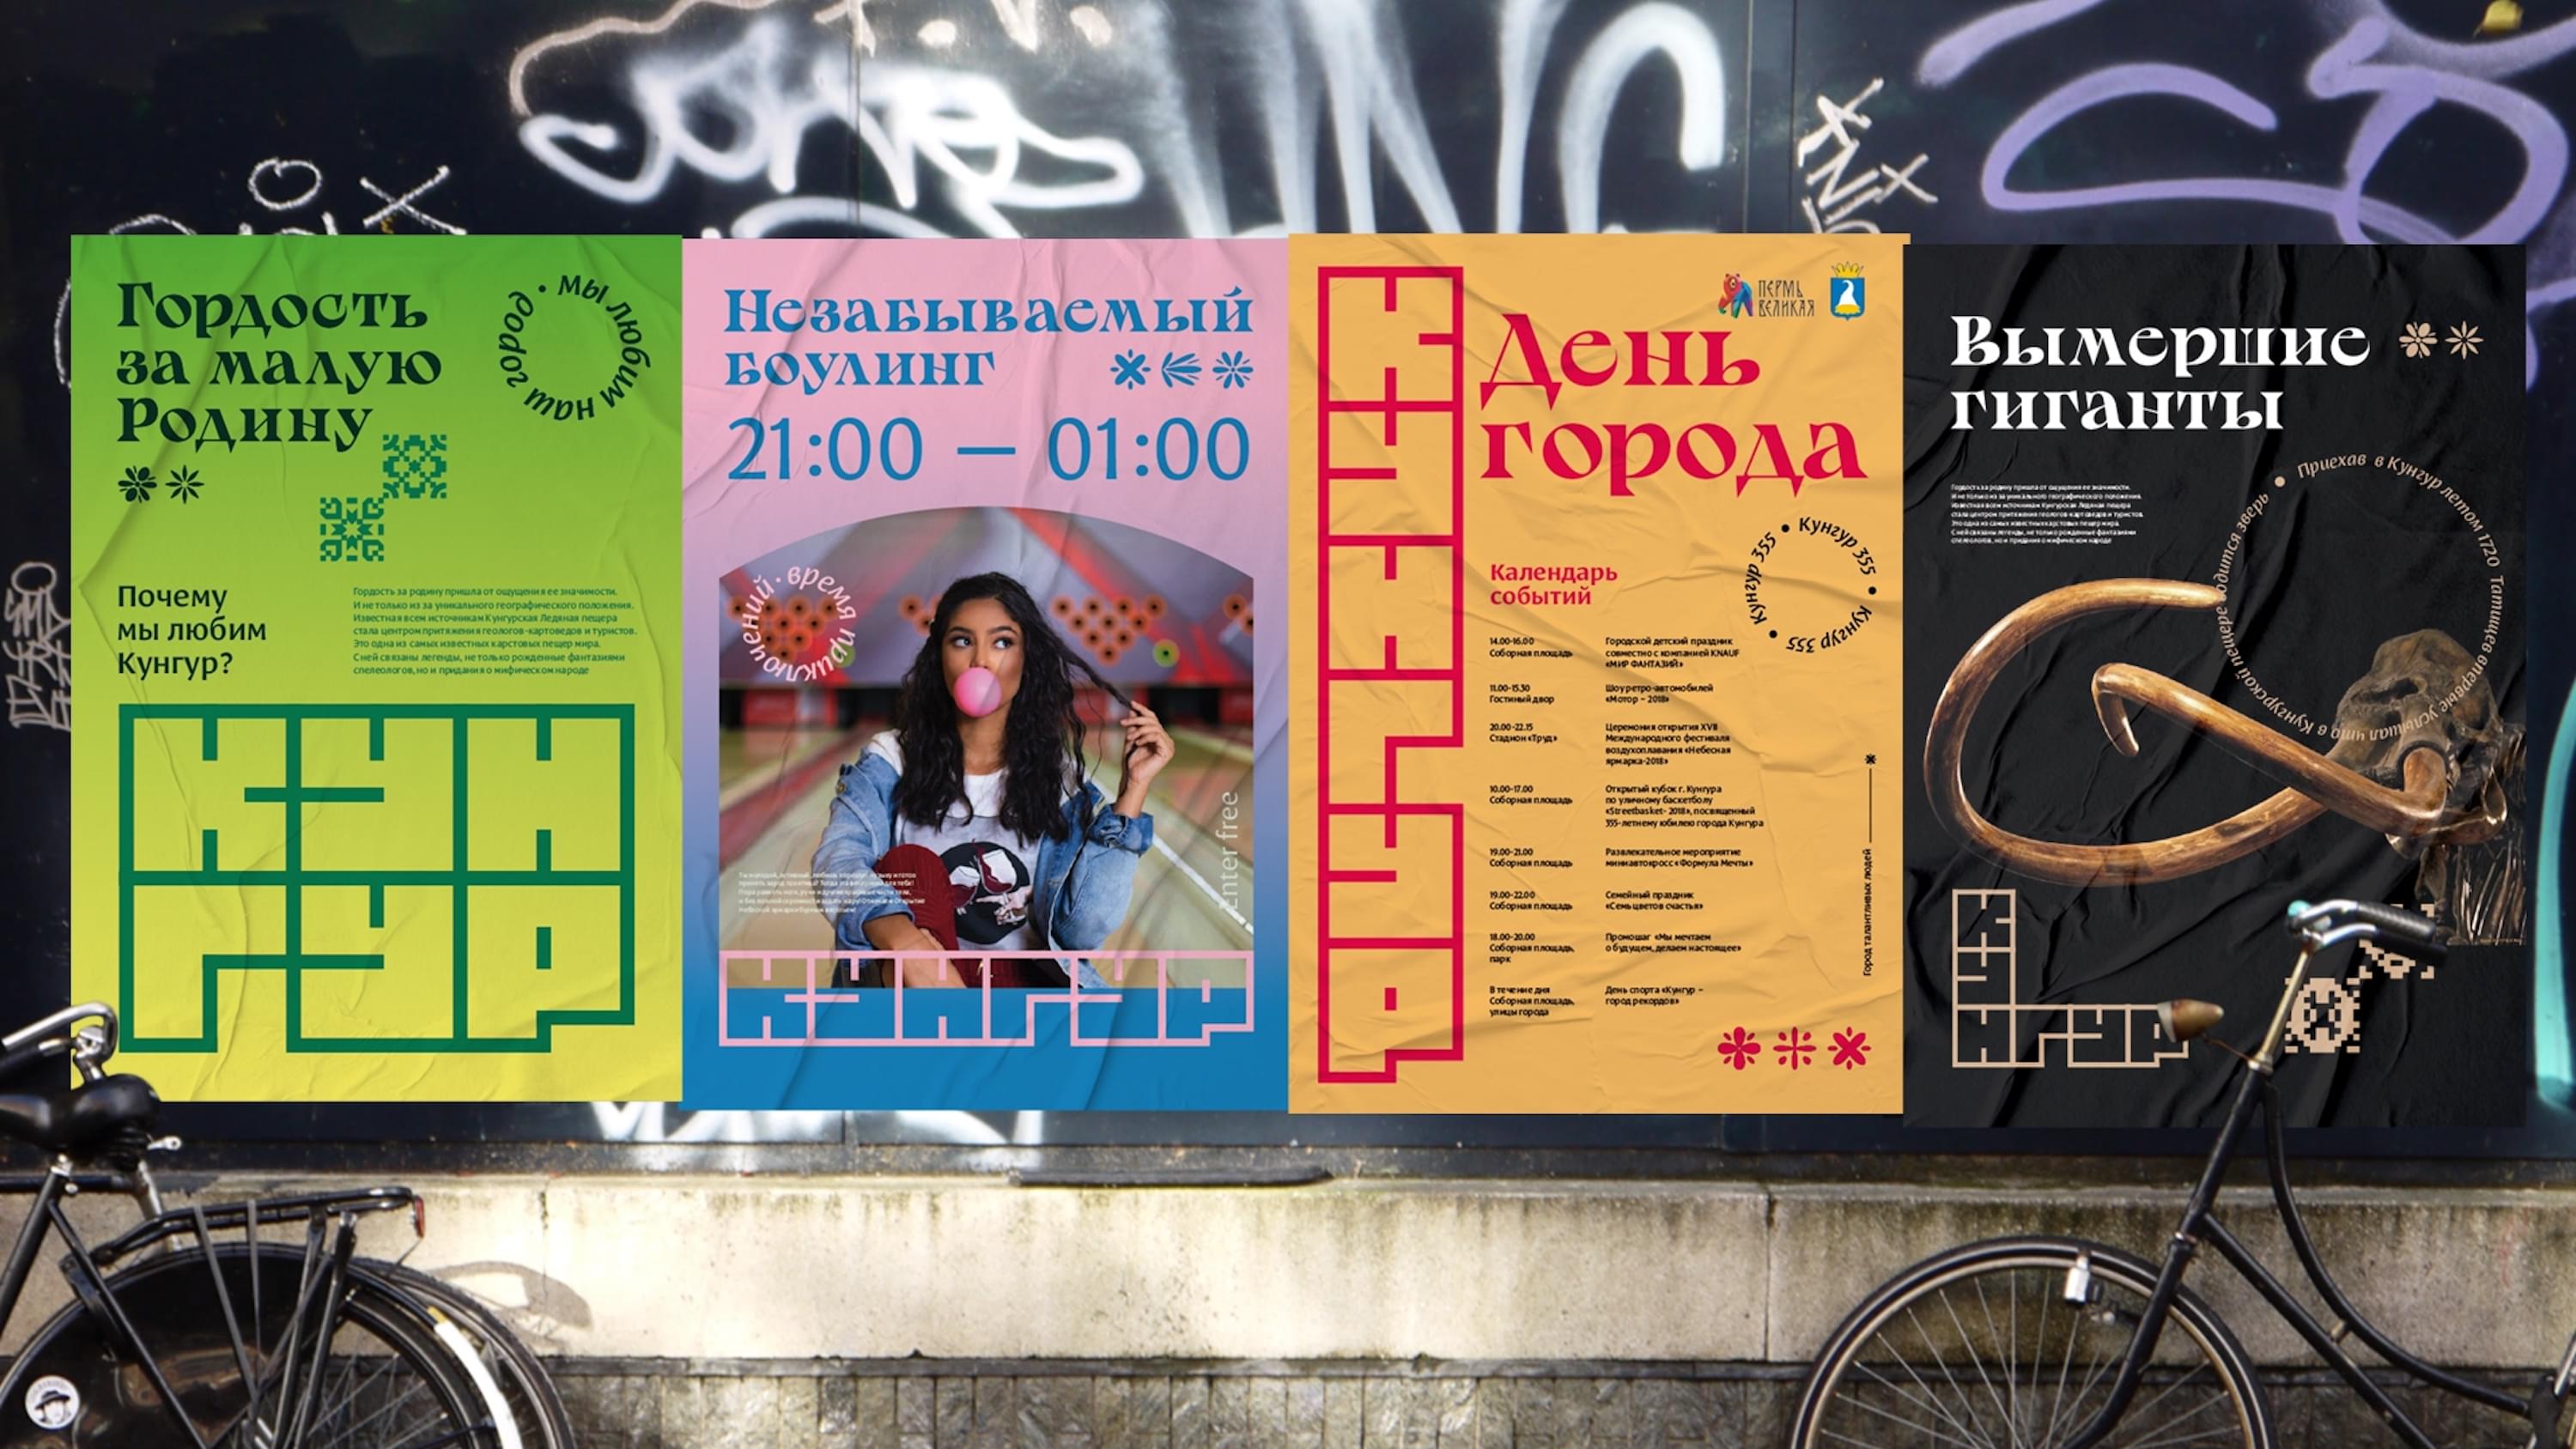 Гордость
за малую
Родину
мы любим наш город •
Почему
мы любим
Кунгур?
Гордость за родину пришла от ощущения ее значимости.
И не только из за уникального географического положения.
Известная всем источникам Кунгурская Ледяная пещера
стала центром притяжения геологов-картоведов и туристов.
Это одна из самых известных карстовых пещер мира.
С ней связаны легенды, не только рожденные фантазиями
спелеологов, но и придания о мифическом народе
КУН
ГУР
Незабываемый
боулинг
21:00 — 01:00
время приключений •
Enter free
КУНГУР
КУНГУР
ПЕРМЬ
ВЕЛИКАЯ
День
города
Кунгур 355 • Кунгур 355 • Кунгур 355 •
Календарь
событий
14.00-16.00
Соборная площадь
Городской детский праздник
совместно с компанией KNAUF
«МИР ФАНТАЗИЙ»
11.00-15.30
Гостиный двор
Шоу ретро-автомобилей
«Мотор – 2018»
20.00-22.15
Стадион «Труд»
Церемония открытия XVII
Международного фестиваля
воздухоплавания «Небесная
ярмарка-2018»
10.00-17.00
Соборная площадь
Открытый кубок г. Кунгура
по уличному баскетболу
«Streetbasket- 2018», посвященный
355-летнему юбилею города Кунгура
19.00-21.00
Соборная площадь
Развлекательное мероприятие
миниавтокросс «Формула Мечты»
19.00-22.00
Соборная площадь
Семейный праздник
«Семь цветов счастья»
18.00-20.00
Соборная площадь,
парк
Промошаг «Мы мечтаем
о будущем, делаем настоящее»
В течение дня
Соборная площадь,
улицы города
День спорта «Кунгур –
город рекордов»
Город талантливых людей
Вымершие
гиганты
Гордость за родину пришла от ощущения ее значимости.
И не только из за уникального географического положения.
Известная всем источникам Кунгурская Ледяная пещера
стала центром притяжения геологов-картоведов и туристов.
Это одна из самых известных карстовых пещер мира.
С ней связаны легенды, не только рожденные фантазиями
спелеологов, но и придания о мифическом народе
Приехав в Кунгур летом 1720 Татищев впервые услышал что в Кунгурской пещере водится зверь •
КУ
НГУР